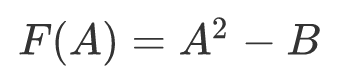 F(A) = A² − B